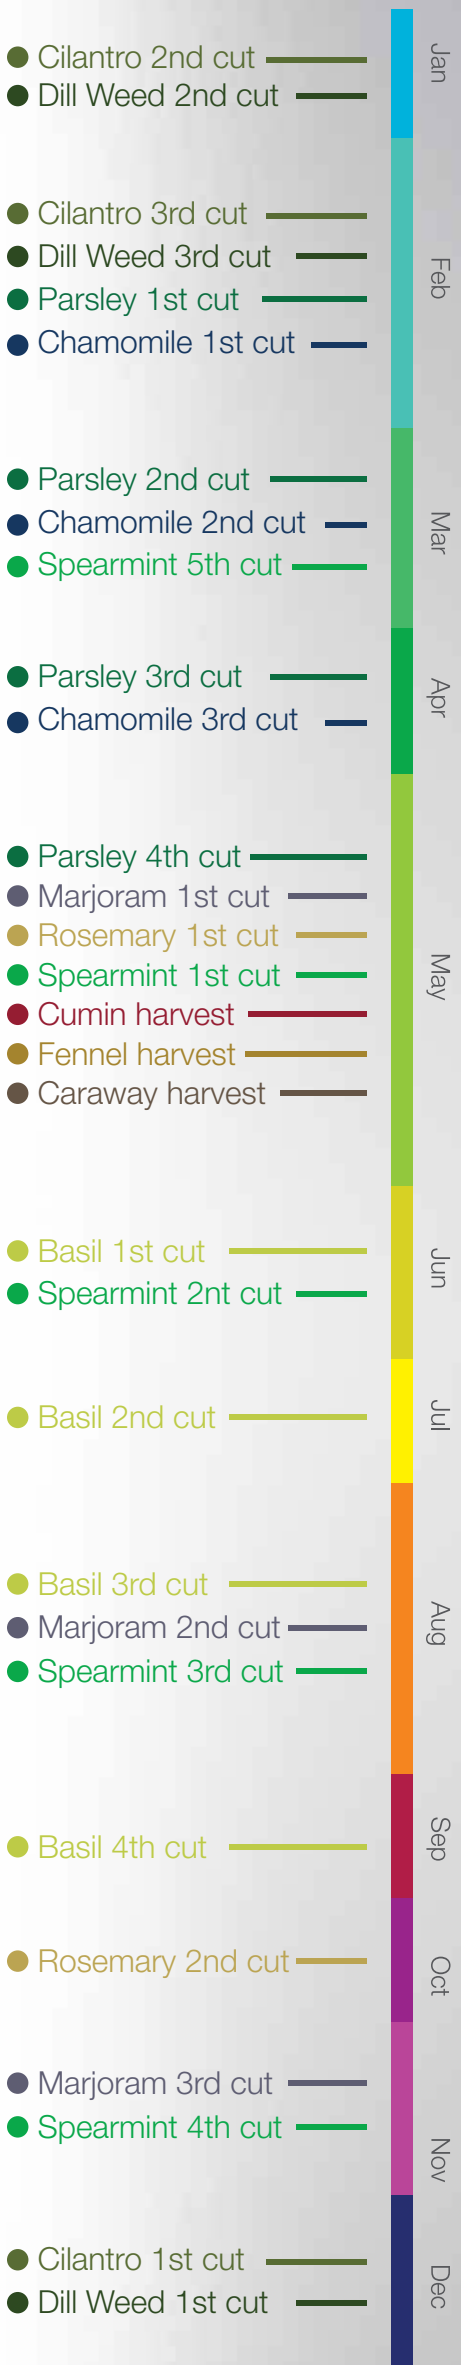 Jan
Cilantro 2nd cut
Dill Weed 2nd cut
Feb
Cilantro 3rd cut
Dill Weed 3rd cut
Parsley 1st cut
Chamomile 1st cut
Mar
Parsley 2nd cut
Chamomile 2nd cut
Spearmint 5th cut
Apr
Parsley 3rd cut
Chamomile 3rd cut
May
Parsley 4th cut
Marjoram 1st cut
Rosemary 1st cut
Spearmint 1st cut
Cumin harvest
Fennel harvest
Caraway harvest
Jun
Basil 1st cut
Spearmint 2nt cut
Jul
Basil 2nd cut
Aug
Basil 3rd cut
Marjoram 2nd cut
Spearmint 3rd cut
Sep
Basil 4th cut
Oct
Rosemary 2nd cut
Nov
Marjoram 3rd cut
Spearmint 4th cut
Dec
Cilantro 1st cut
Dill Weed 1st cut